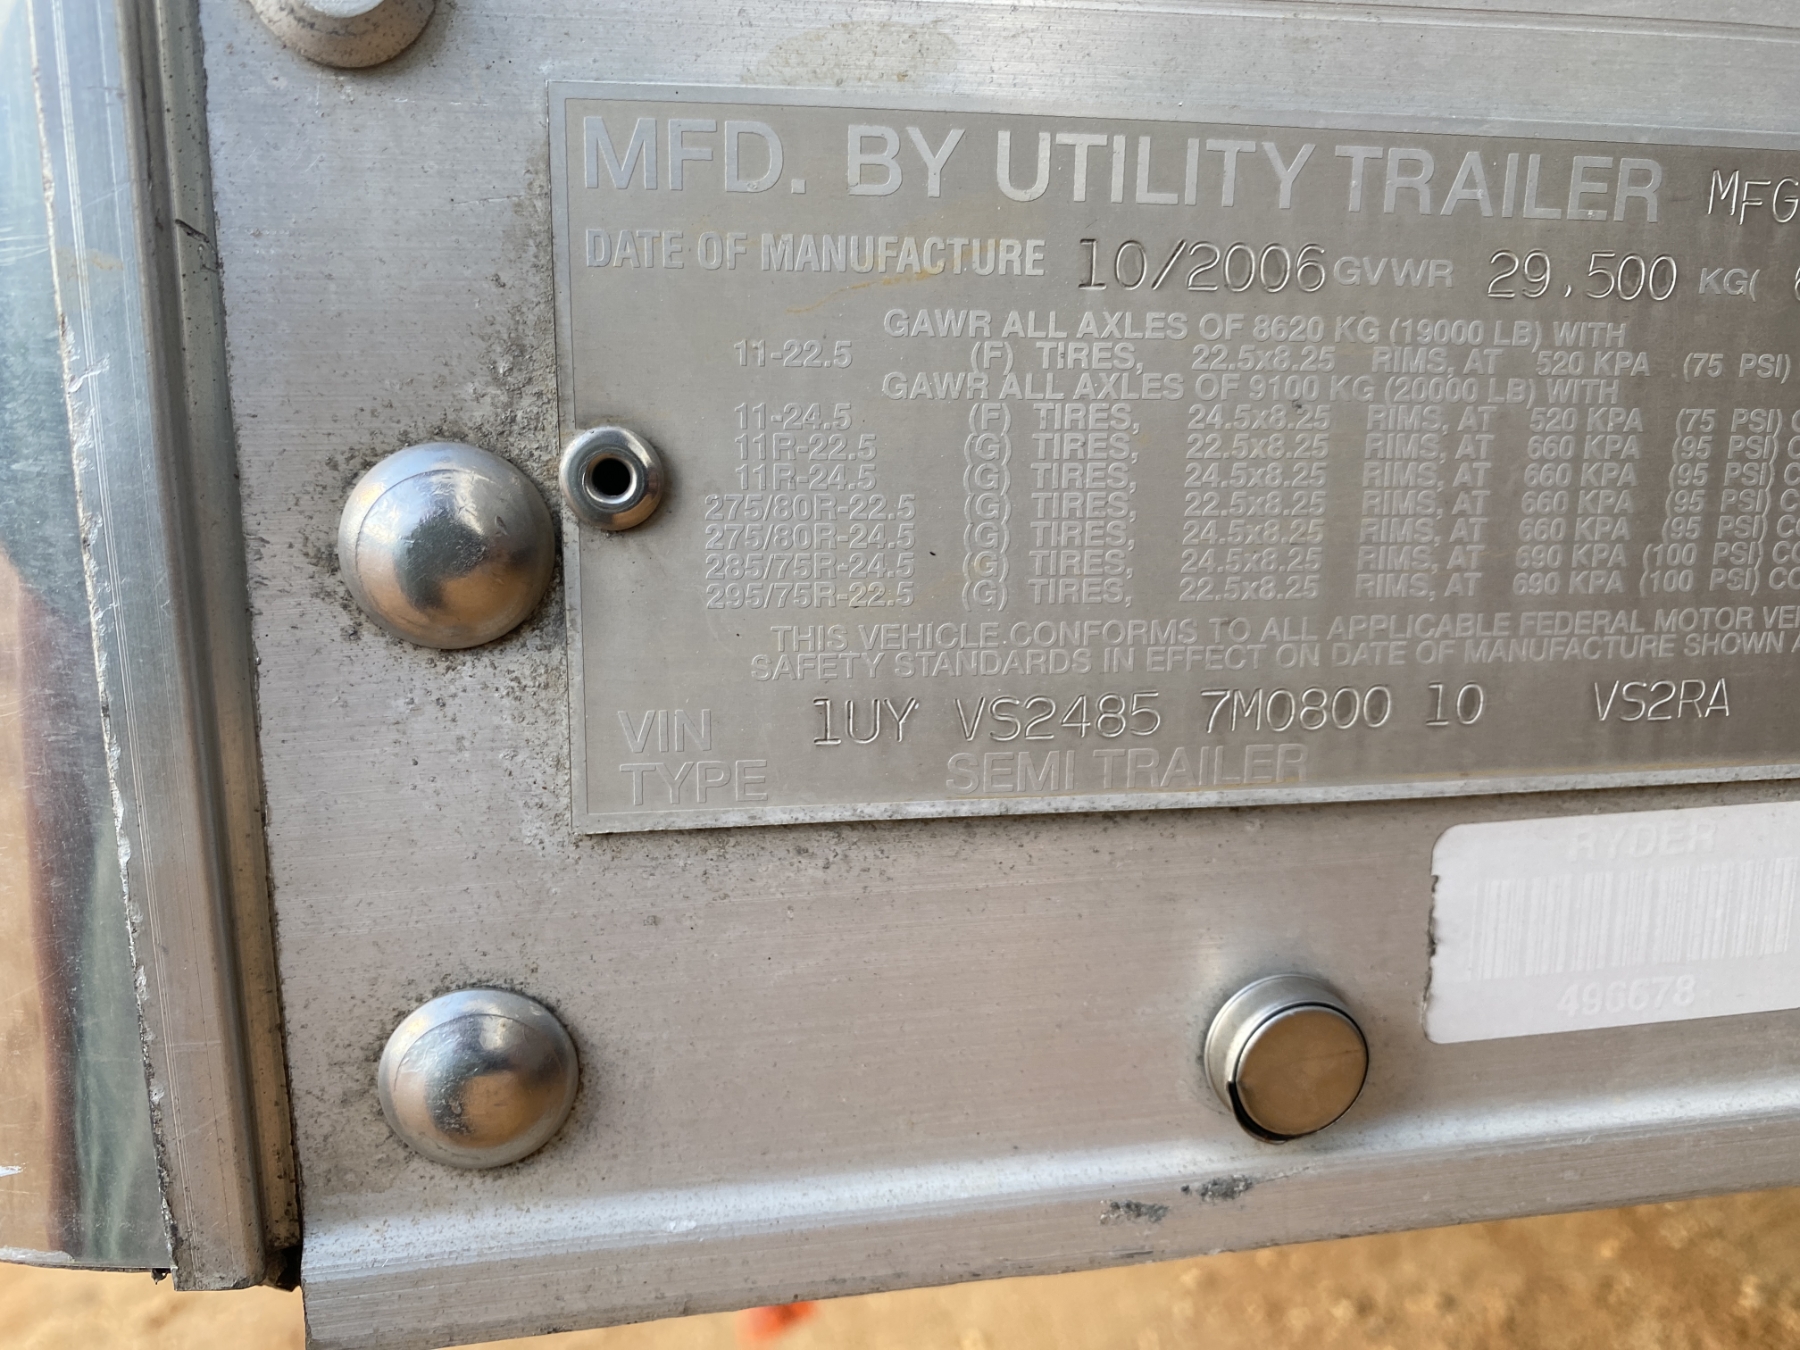 MFD. BY UTILITY TRAILER MFG
DATE OF MANUFACTURE 10/2006 GVWR 29,500 KG(
GAWR ALL AXLES OF 8620 KG (19000 LB) WITH
11-22.5 (F) TIRES, 22.5x8.25 RIMS, AT 520 KPA (75 PSI)
GAWR ALL AXLES OF 9100 KG (20000 LB) WITH
11-24.5 (F) TIRES, 24.5x8.25 RIMS, AT 520 KPA (75 PSI)
11R-22.5 (G) TIRES, 22.5x8.25 RIMS, AT 660 KPA (95 PSI)
11R-24.5 (G) TIRES, 24.5x8.25 RIMS, AT 660 KPA (95 PSI)
275/80R-22.5 (G) TIRES, 22.5x8.25 RIMS, AT 660 KPA (95 PSI)
275/80R-24.5 (G) TIRES, 24.5x8.25 RIMS, AT 660 KPA (95 PSI) C
285/75R-24.5 (G) TIRES, 24.5x8.25 RIMS, AT 690 KPA (100 PSI) CO
295/75R-22.5 (G) TIRES, 22.5x8.25 RIMS, AT 690 KPA (100 PSI) CO
THIS VEHICLE CONFORMS TO ALL APPLICABLE FEDERAL MOTOR VE
SAFETY STANDARDS IN EFFECT ON DATE OF MANUFACTURE SHOWN
VIN 1UY VS2485 7M0800 10 VS2RA
TYPE SEMI TRAILER
RYDER
496678